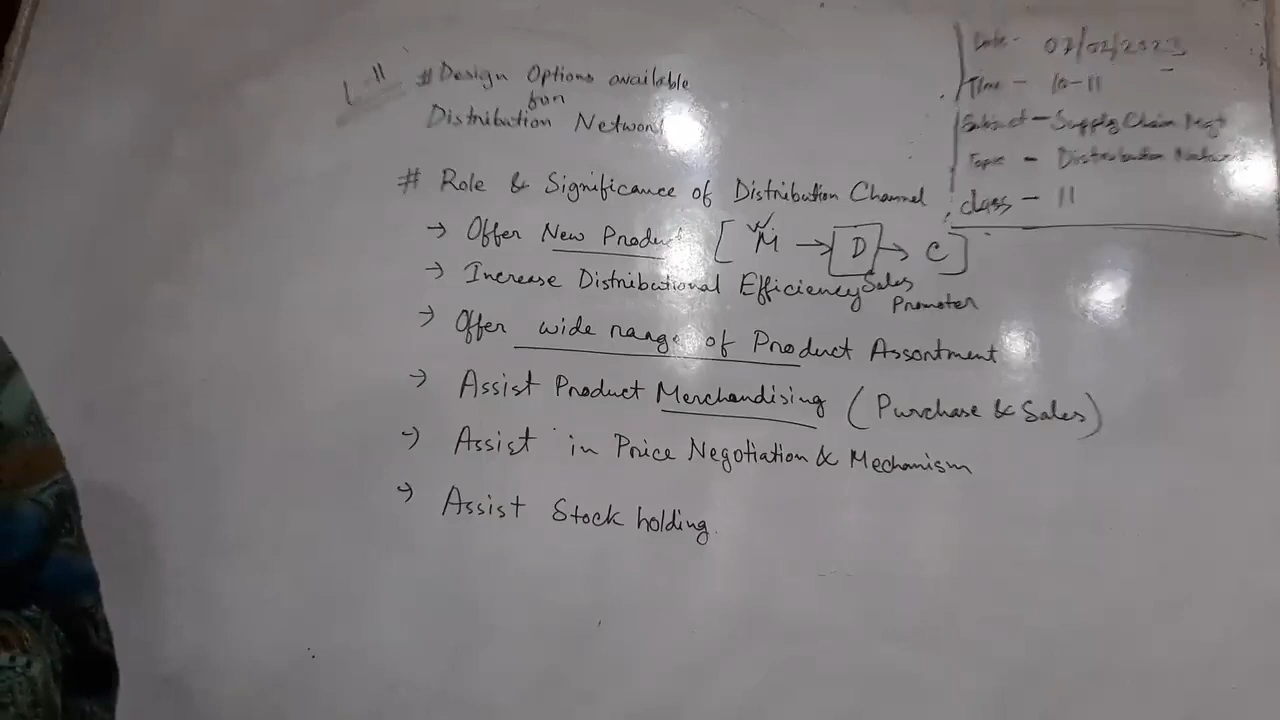 # Design Options available
for
Distribution Network
Date - 07/02/2023
Time - 10-11
Subject - Supply Chain Mgt
Topic - Distribution Network
class - 11
# Role & Significance of Distribution Channel
→ Offer New Product [ M → D → C ]
→ Increase Distributional Efficiency Sales
Promoter
→ Offer wide range of Product Assortment
→ Assist Product Merchandising (Purchase & Sales)
→ Assist in Price Negotiation & Mechanism
→ Assist Stock holding.